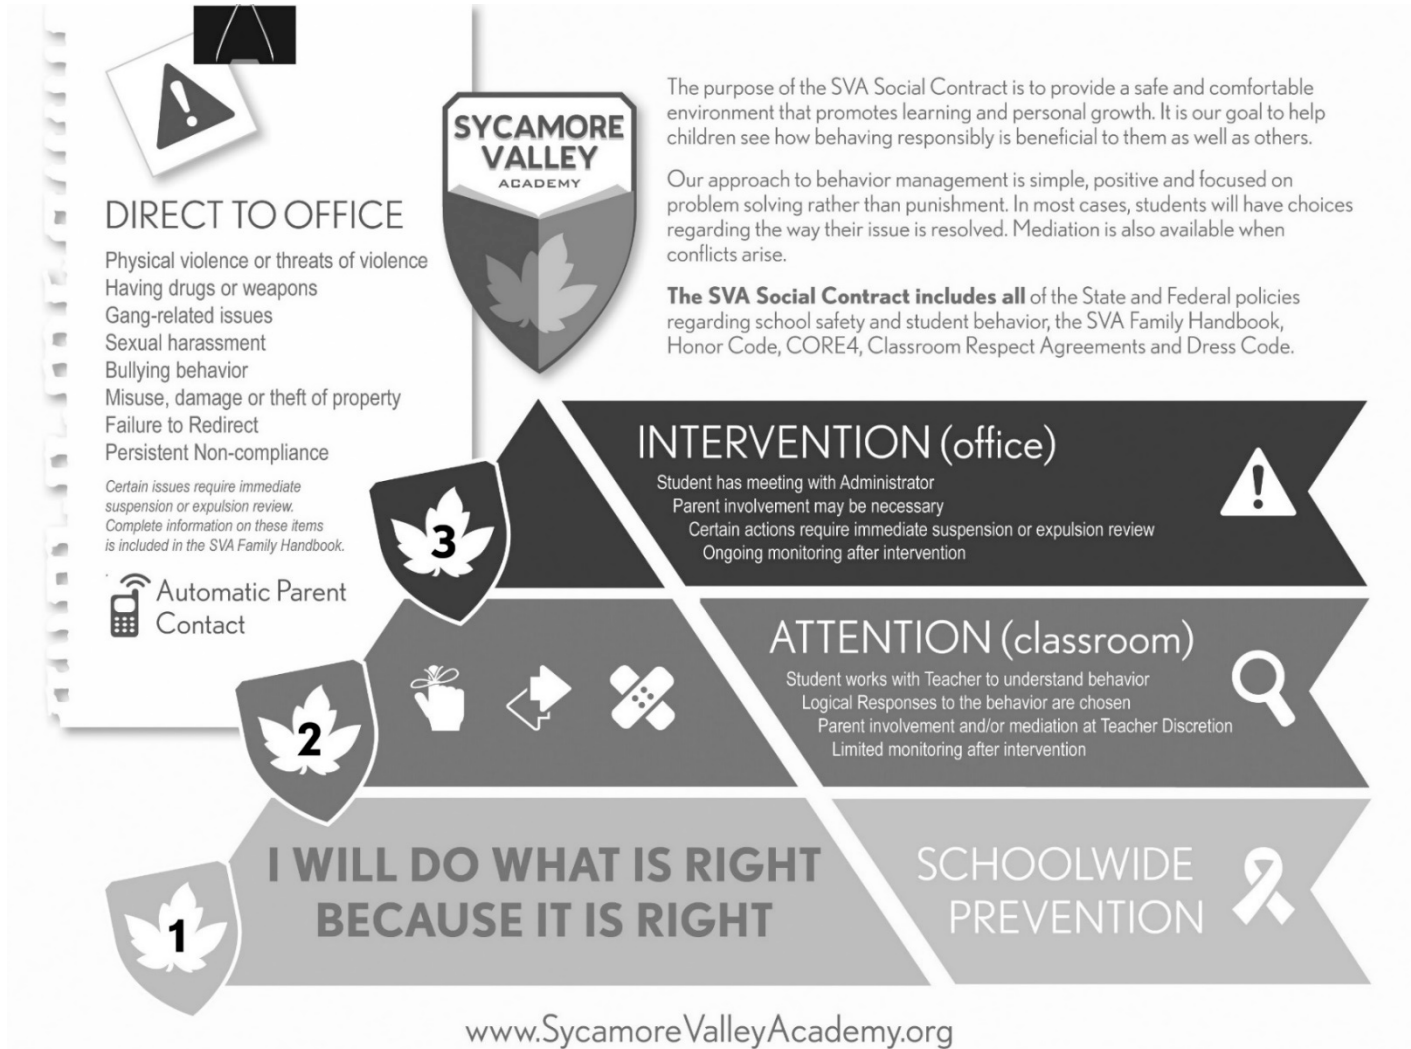 SYCAMORE
VALLEY
ACADEMY
The purpose of the SVA Social Contract is to provide a safe and comfortable
environment that promotes learning and personal growth. It is our goal to help
children see how behaving responsibly is beneficial to them as well as others.
Our approach to behavior management is simple, positive and focused on
problem solving rather than punishment. In most cases, students will have choices
regarding the way their issue is resolved. Mediation is also available when
conflicts arise.
The SVA Social Contract includes all of the State and Federal policies
regarding school safety and student behavior, the SVA Family Handbook,
Honor Code, CORE4, Classroom Respect Agreements and Dress Code.
DIRECT TO OFFICE
Physical violence or threats of violence
Having drugs or weapons
Gang-related issues
Sexual harassment
Bullying behavior
Misuse, damage or theft of property
Failure to Redirect
Persistent Non-compliance
Certain issues require immediate
suspension or expulsion review.
Complete information on these items
is included in the SVA Family Handbook.
Automatic Parent
Contact
3
INTERVENTION (office)
Student has meeting with Administrator
Parent involvement may be necessary
Certain actions require immediate suspension or expulsion review
Ongoing monitoring after intervention
2
ATTENTION (classroom)
Student works with Teacher to understand behavior
Logical Responses to the behavior are chosen
Parent involvement and/or mediation at Teacher Discretion
Limited monitoring after intervention
1
I WILL DO WHAT IS RIGHT
BECAUSE IT IS RIGHT
SCHOOLWIDE
PREVENTION
www.SycamoreValleyAcademy.org